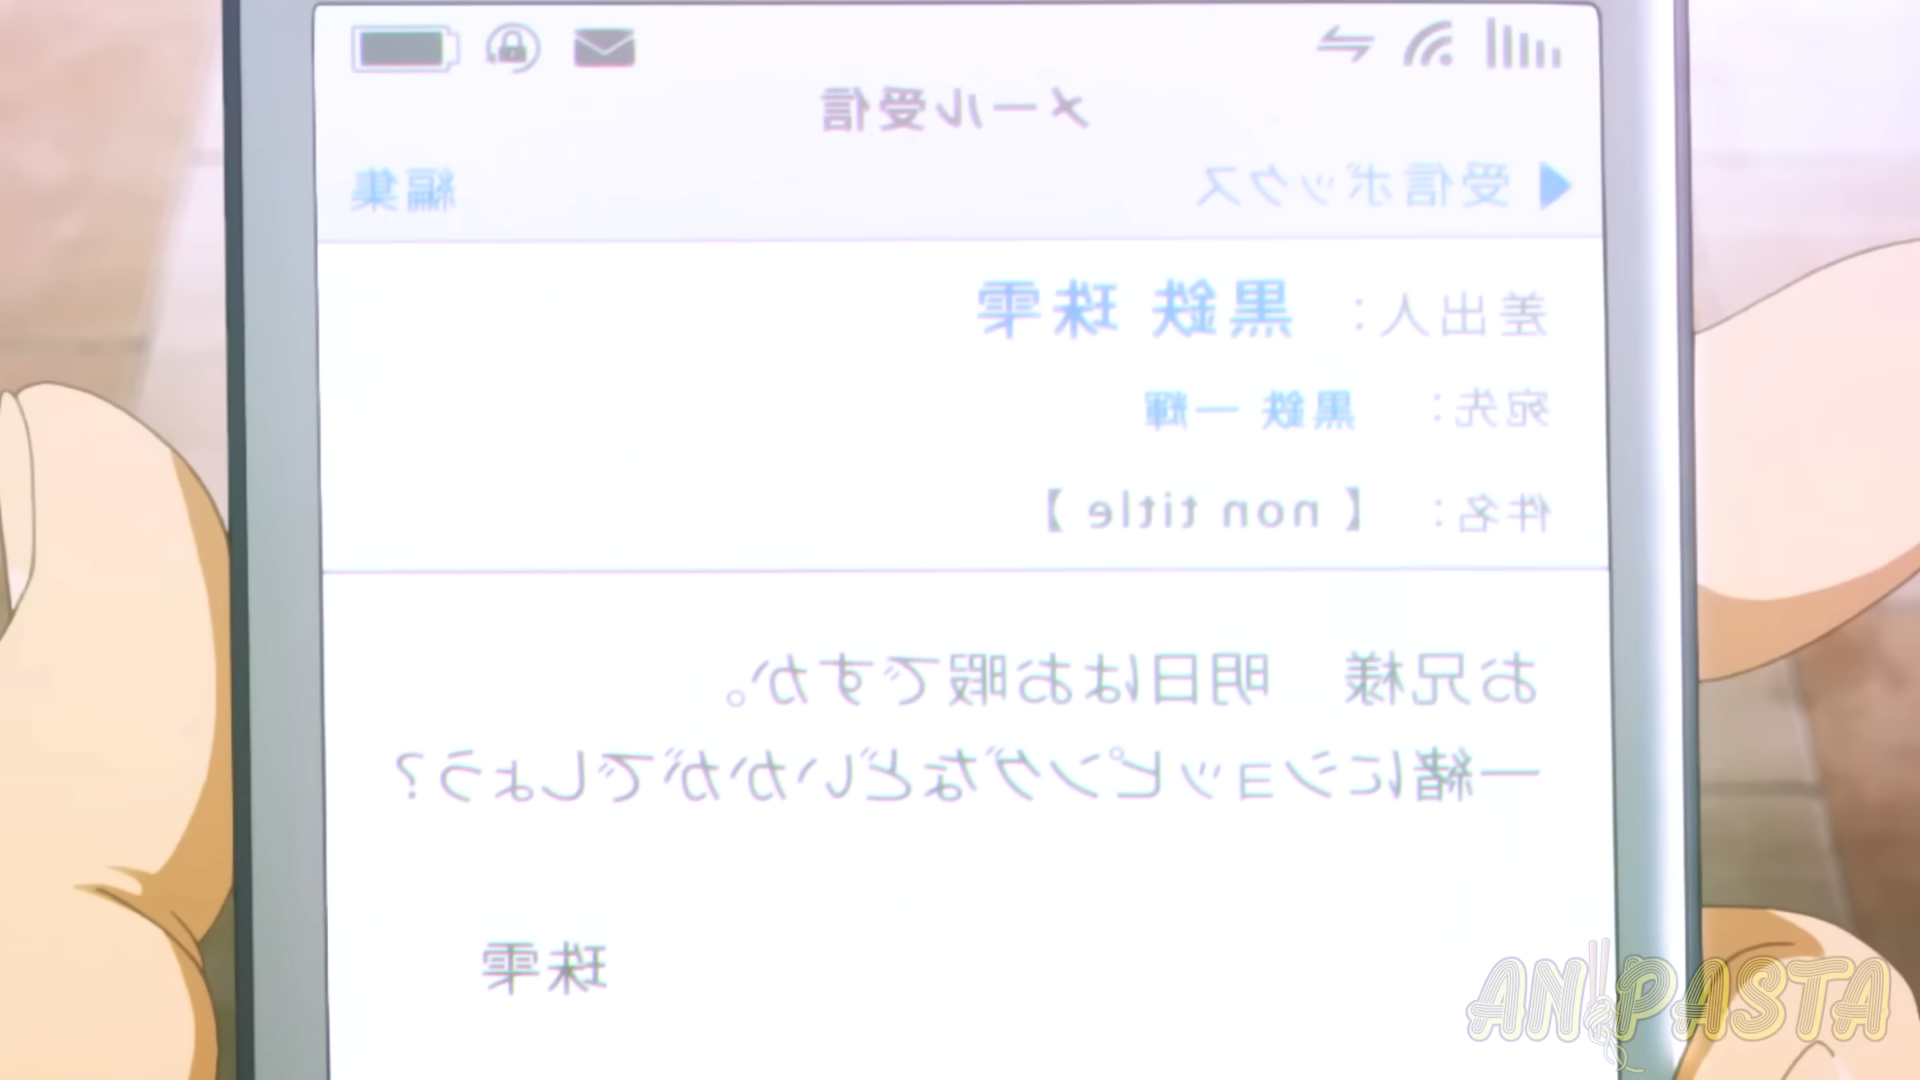 メール受信
受信ボックス 編集
差出人： 黒鉄 珠雫
宛先： 黒鉄 一輝
件名： 【 non title 】
お兄様　明日はお暇ですか。
一緒にショッピングなどいかがでしょう？
珠雫
ANIPASTA